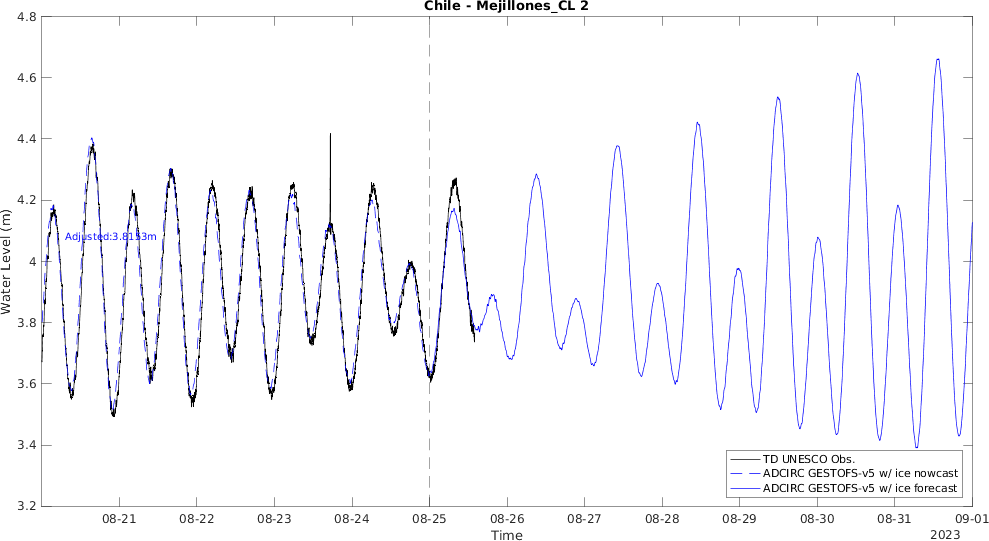 Chile - Mejillones_CL 2
Water Level (m)
4.8
4.6
4.4
4.2
4
3.8
3.6
3.4
3.2
Adjusted:3.8153m
TD UNESCO Obs.
ADCIRC GESTOFS-v5 w/ ice nowcast
ADCIRC GESTOFS-v5 w/ ice forecast
08-21 08-22 08-23 08-24 08-25 08-26 08-27 08-28 08-29 08-30 08-31 09-01
Time
2023